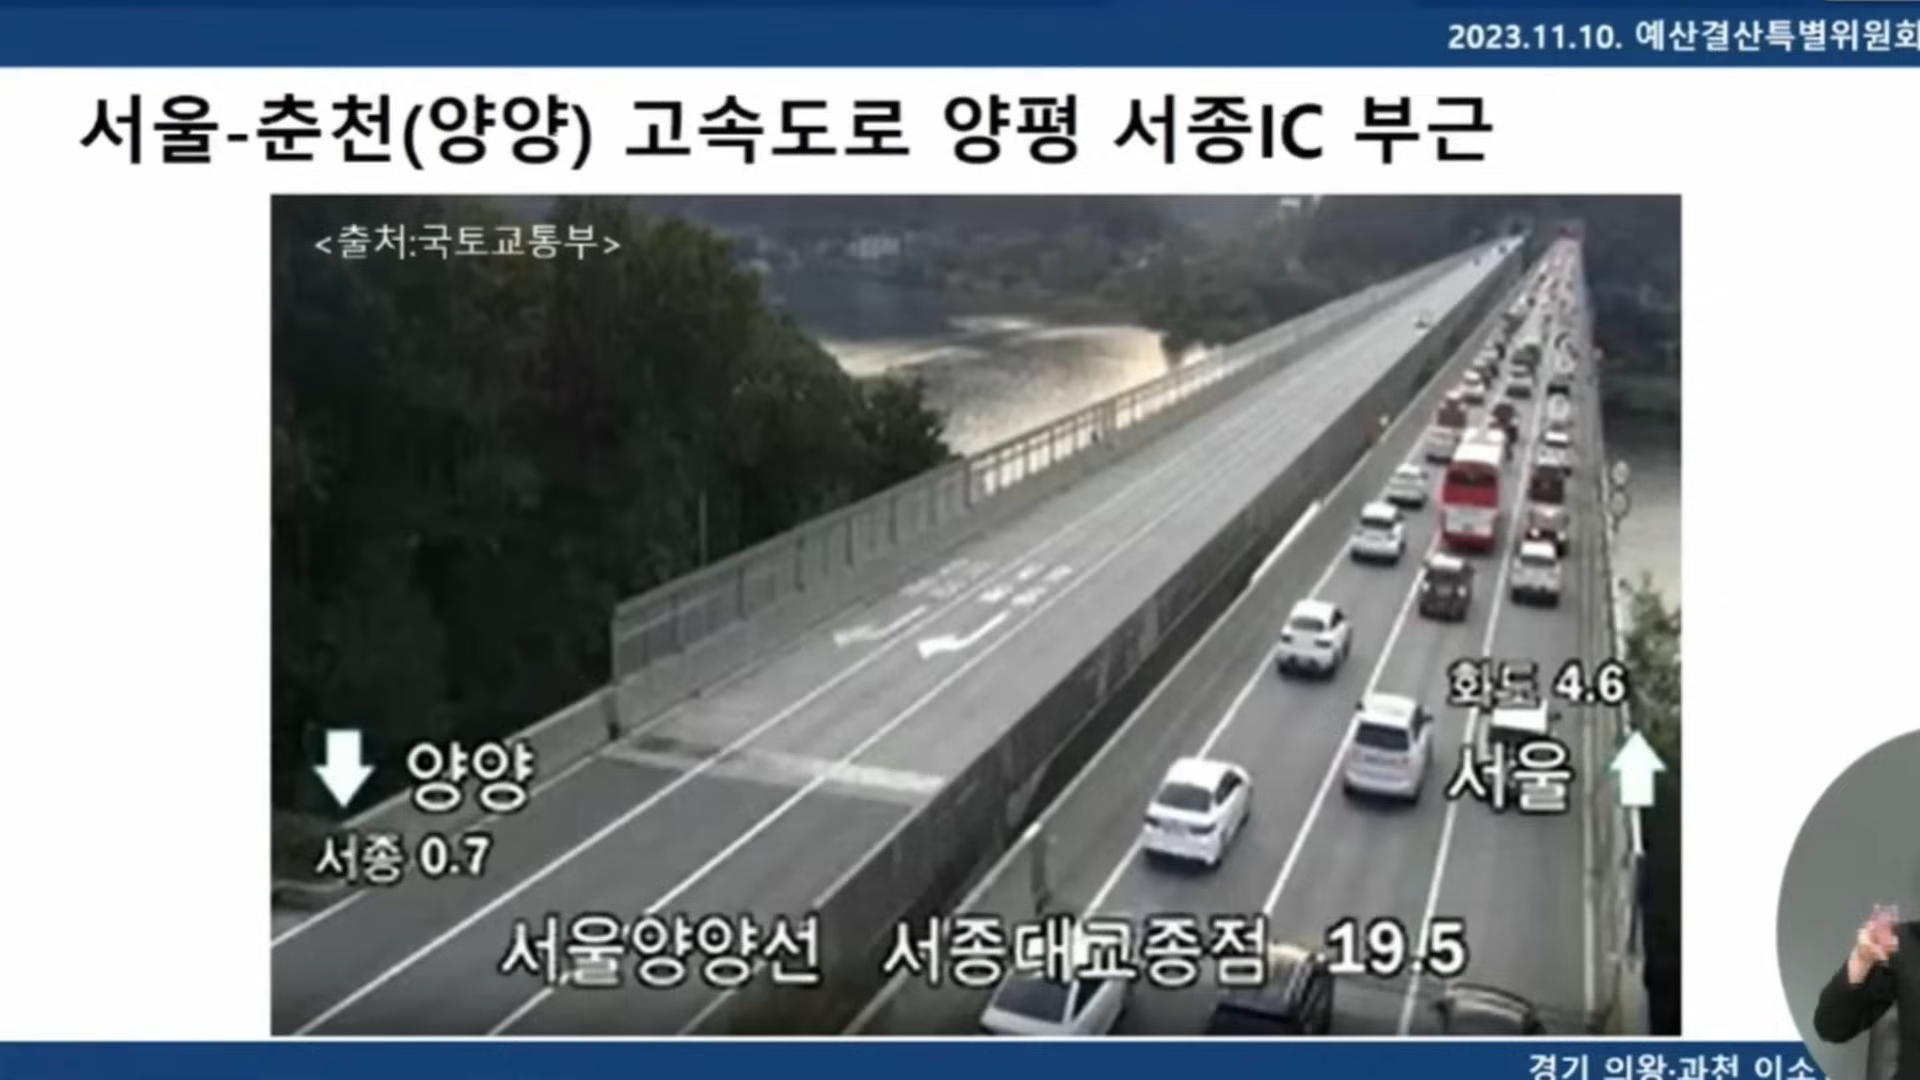 2023.11.10. 예산결산특별위원회
서울-춘천(양양) 고속도로 양평 서종IC 부근
<출처:국토교통부>
화도 4.6
양양
서울
서종 0.7
서울양양선 서종대교종점 19.5
경기 의왕·과천 이소